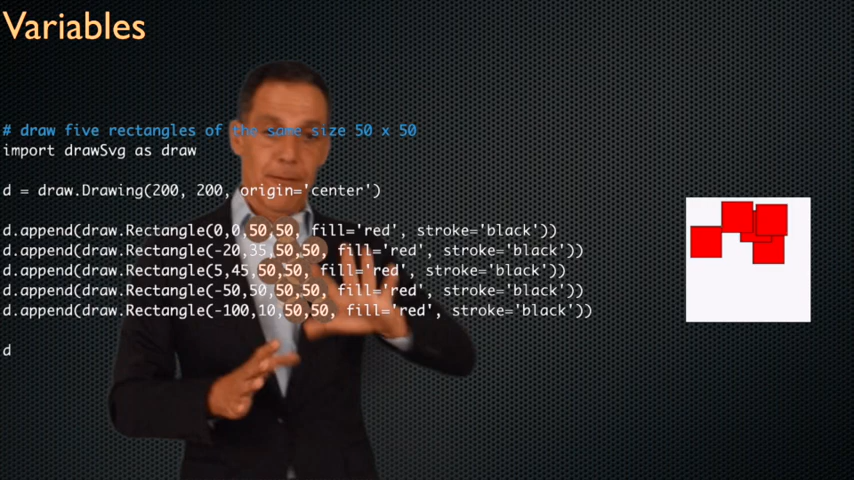 Variables
# draw five rectangles of the same size 50 x 50
import drawSvg as draw
d = draw.Drawing(200, 200, origin='center')
d.append(draw.Rectangle(0,0,50,50, fill='red', stroke='black'))
d.append(draw.Rectangle(-20,35,50,50, fill='red', stroke='black'))
d.append(draw.Rectangle(5,45,50,50, fill='red', stroke='black'))
d.append(draw.Rectangle(-50,50,50,50, fill='red', stroke='black'))
d.append(draw.Rectangle(-100,10,50,50, fill='red', stroke='black'))
d